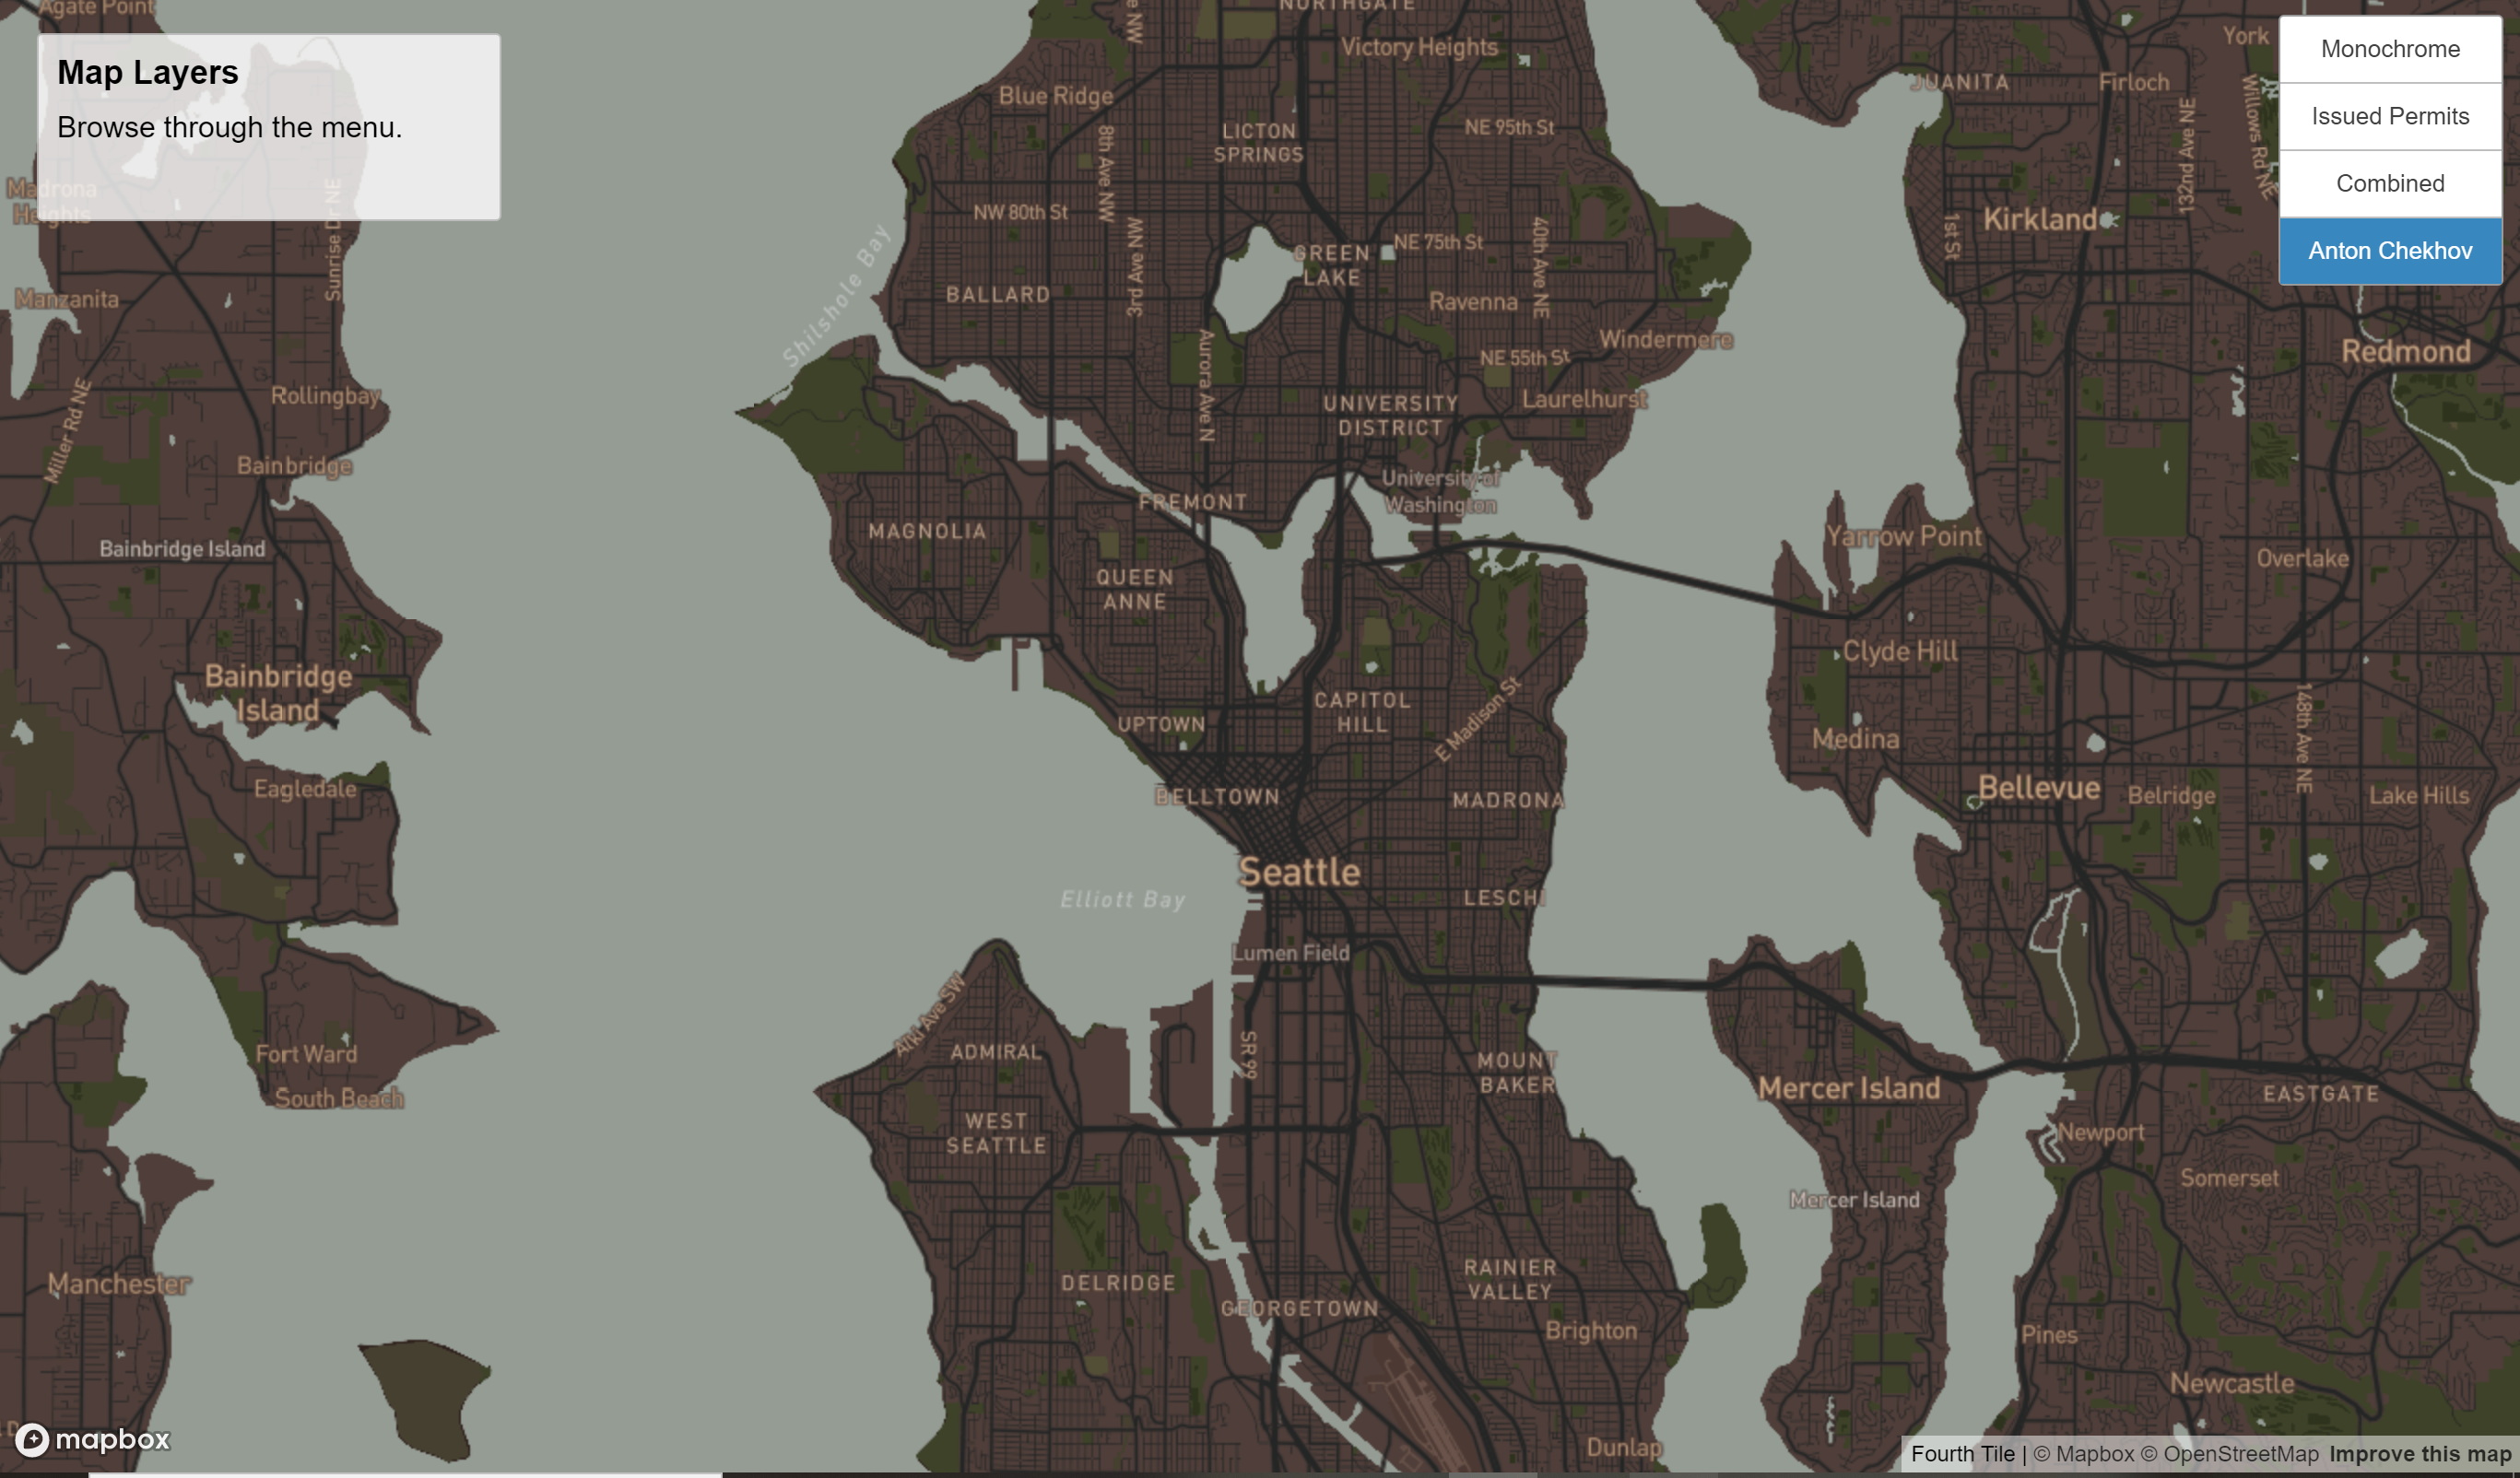 Map Layers
Browse through the menu.
Monochrome
Issued Permits
Combined
Anton Chekhov
Agate Point
Madrona
Heights
Sunrise Dr NE
Manzanita
Miller Rd NE
Rollingbay
Bainbridge
Bainbridge Island
Bainbridge
Island
Eagledale
Fort Ward
South Beach
Manchester
NORTHGATE
Victory Heights
Blue Ridge
LICTON
SPRINGS
NE 95th St
8th Ave NW
NW 80th St
3rd Ave NW
GREEN
LAKE
NE 75th St
40th Ave NE
BALLARD
Ravenna
Windermere
Shilshole Bay
Aurora Ave N
NE 55th St
UNIVERSITY
DISTRICT
Laurelhurst
University of
Washington
FREMONT
MAGNOLIA
QUEEN
ANNE
CAPITOL
HILL
UPTOWN
E Madison St
BELLTOWN
MADRONA
Seattle
Elliott Bay
LESCHI
Lumen Field
Alki Ave SW
ADMIRAL
SR 99
MOUNT
BAKER
WEST
SEATTLE
DELRIDGE
GEORGETOWN
RAINIER
VALLEY
Brighton
Dunlap
JUANITA
Firloch
York
Willows Rd NE
132nd Ave NE
Kirkland
1st St
Redmond
Yarrow Point
Overlake
Clyde Hill
Medina
148th Ave NE
Bellevue
Belridge
Lake Hills
Mercer Island
EASTGATE
Newport
Somerset
Mercer Island
Pines
Newcastle
mapbox
Fourth Tile | © Mapbox © OpenStreetMap Improve this map